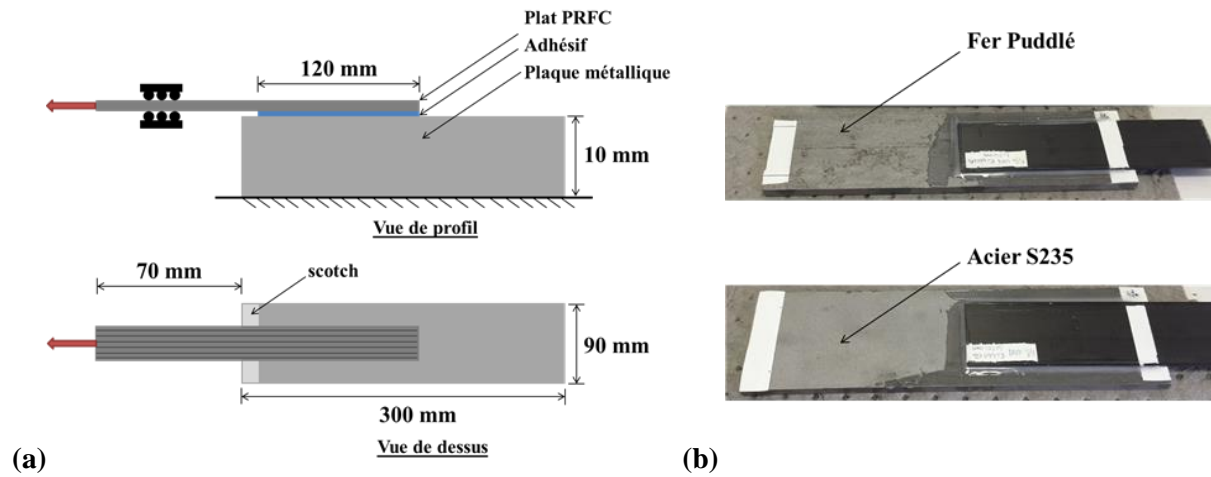 Plat PRFC
Adhésif
Plaque métallique
120 mm
10 mm
Vue de profil
70 mm
scotch
90 mm
300 mm
Vue de dessus
(a)
Fer Puddlé
Acier S235
(b)